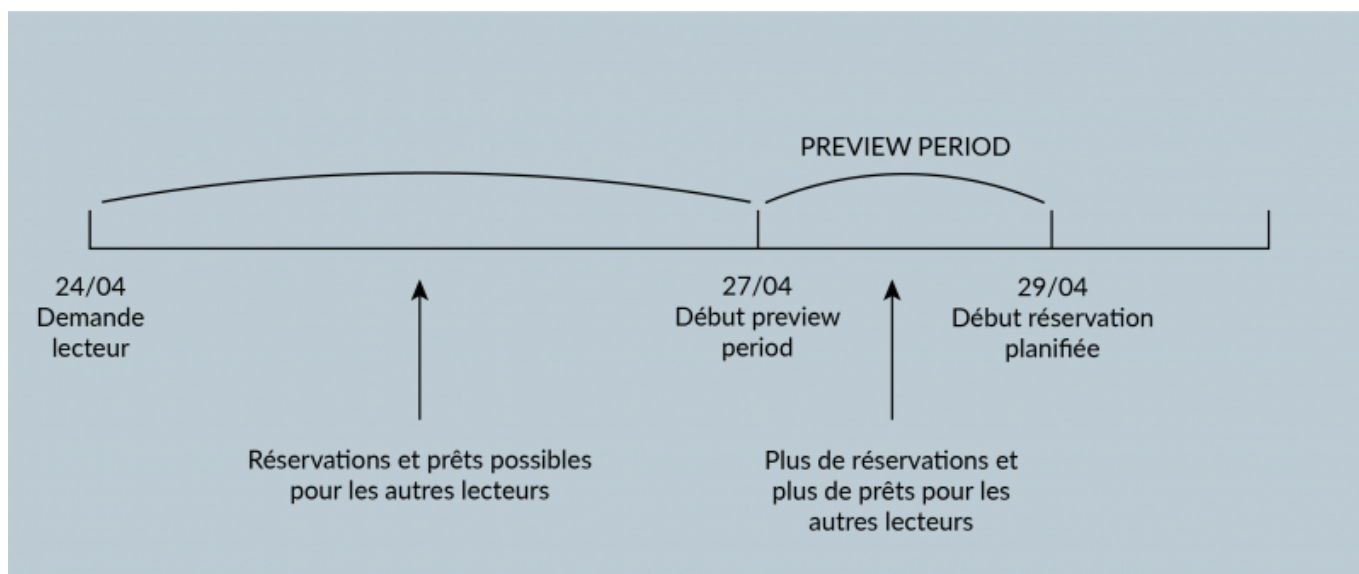 PREVIEW PERIOD
24/04
Demande
lecteur
27/04
Début preview
period
29/04
Début réservation
planifiée
Réservations et prêts possibles
pour les autres lecteurs
Plus de réservations et
plus de prêts pour les
autres lecteurs